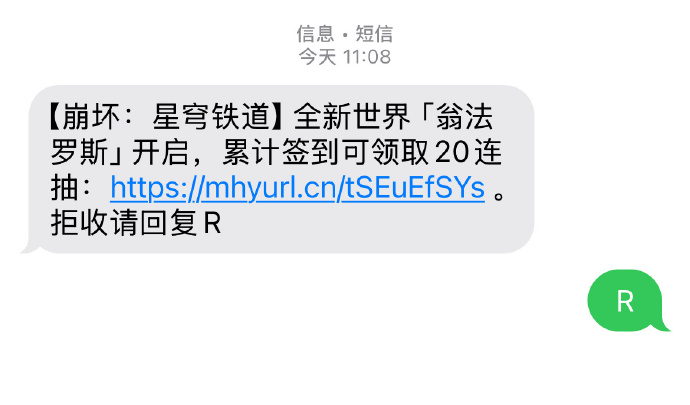 信息 • 短信
今天 11:08
【崩坏：星穹铁道】全新世界「翁法
罗斯」开启，累计签到可领取20连
抽：https://mhyurl.cn/tSEuEfSYs 。
拒收请回复R
R